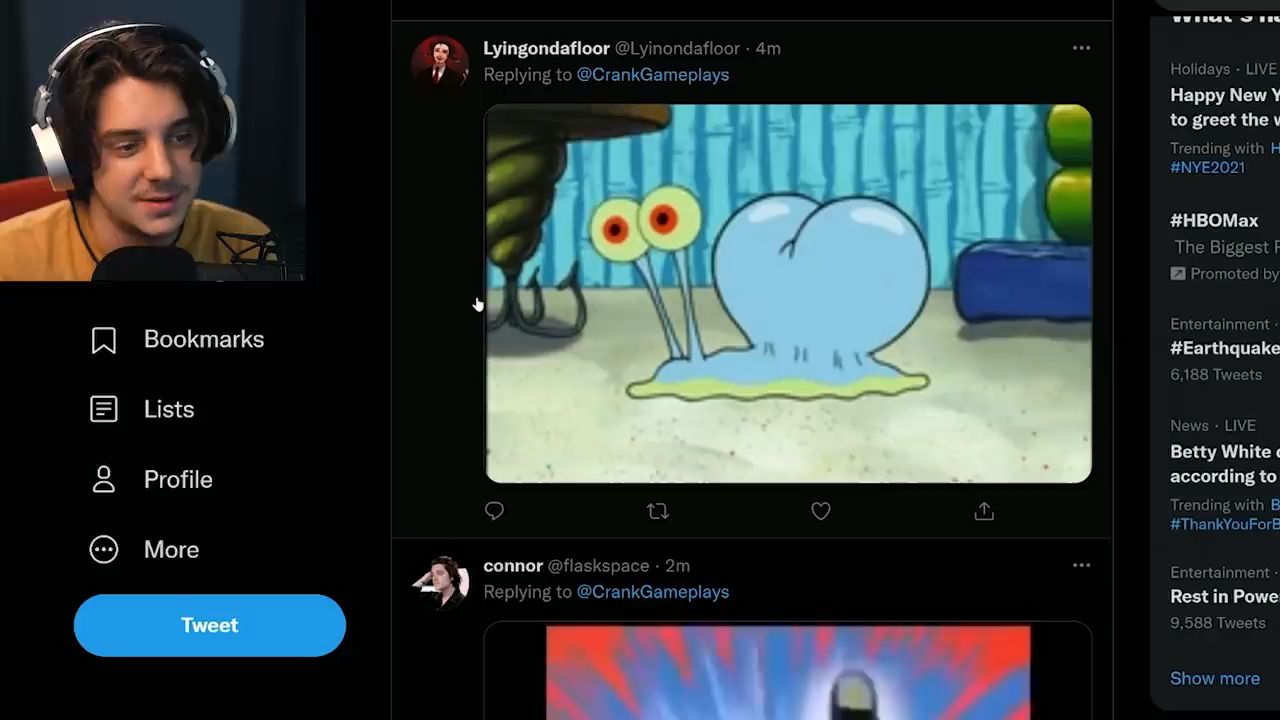 Lyingondafloor @Lyinondafloor · 4m
Replying to @CrankGameplays
connor @flaskspace · 2m
Replying to @CrankGameplays
Bookmarks
Lists
Profile
More
Tweet
What's
Holidays · LIVE
Happy New
to greet the
Trending with
#NYE2021
#HBOMax
The Biggest
Promoted by
Entertainment ·
#Earthquake
6,188 Tweets
News · LIVE
Betty White
according to
Trending with
#ThankYouForB
Entertainment ·
Rest in Powe
9,588 Tweets
Show more